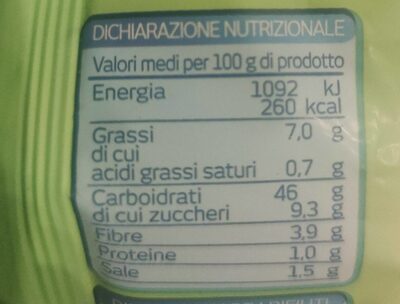 DICHIARAZIONE NUTRIZIONALE
Valori medi per 100 g di prodotto
Energia 1092 kJ
260 kcal
Grassi 7,0 g
di cui
acidi grassi saturi 0,7 g
Carboidrati 46 g
di cui zuccheri 9,3 g
Fibre 3,9 g
Proteine 1,0 g
Sale 1,5 g